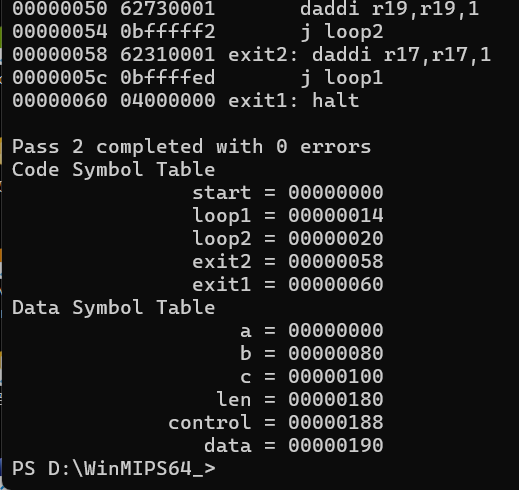 00000050 62730001       daddi r19,r19,1
00000054 0bfffff2       j loop2
00000058 62310001 exit2: daddi r17,r17,1
0000005c 0bffffed       j loop1
00000060 04000000 exit1: halt
Pass 2 completed with 0 errors
Code Symbol Table
start = 00000000
loop1 = 00000014
loop2 = 00000020
exit2 = 00000058
exit1 = 00000060
Data Symbol Table
a = 00000000
b = 00000080
c = 00000100
len = 00000180
control = 00000188
data = 00000190
PS D:\WinMIPS64_>